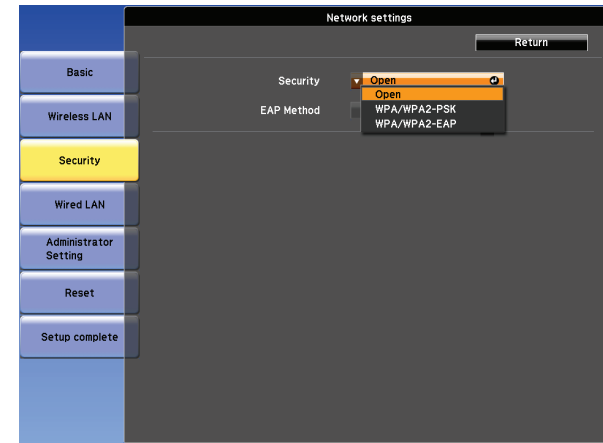 Network settings
Return
Basic
Wireless LAN
Security
Wired LAN
Administrator
Setting
Reset
Setup complete
Security
Open
Open
WPA/WPA2-PSK
WPA/WPA2-EAP
EAP Method